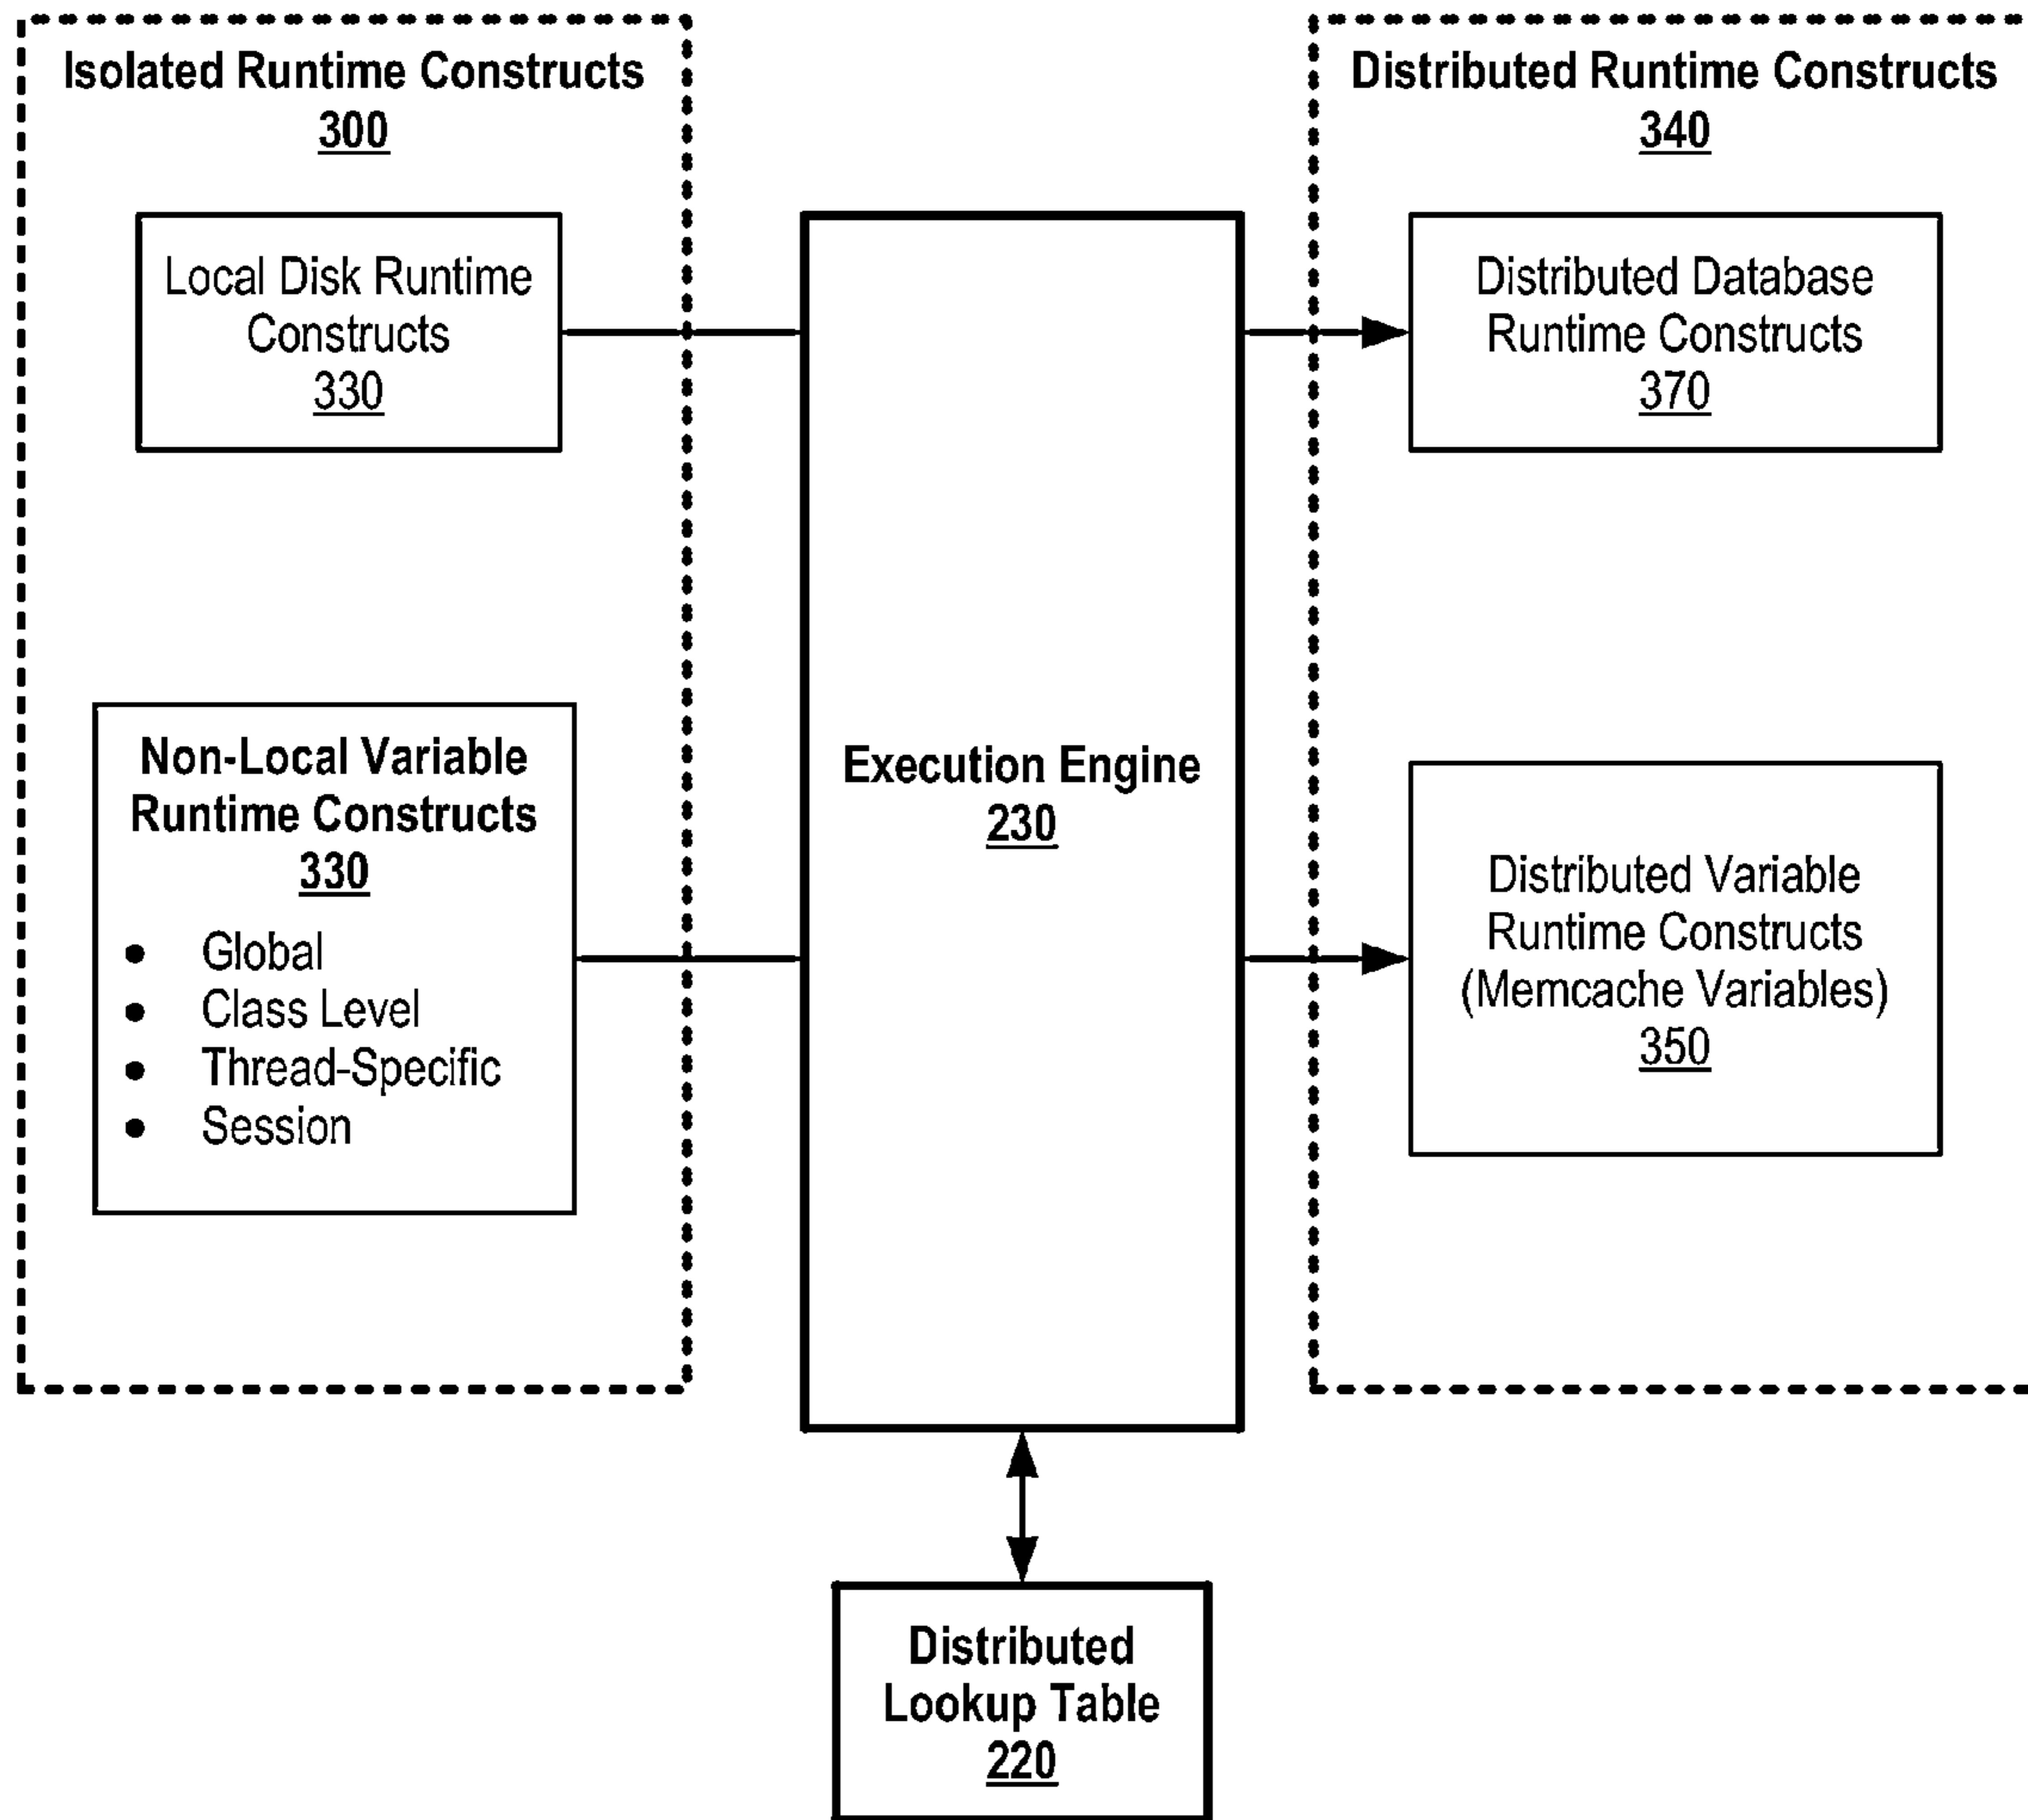 Isolated Runtime Constructs
300
Local Disk Runtime
Constructs
330
Non-Local Variable
Runtime Constructs
330
• Global
• Class Level
• Thread-Specific
• Session
Execution Engine
230
Distributed Lookup Table
220
Distributed Runtime Constructs
340
Distributed Database
Runtime Constructs
370
Distributed Variable
Runtime Constructs
(Memcache Variables)
350